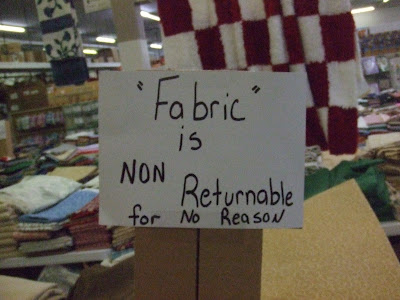 "Fabric"
is
NON Returnable
for No Reason